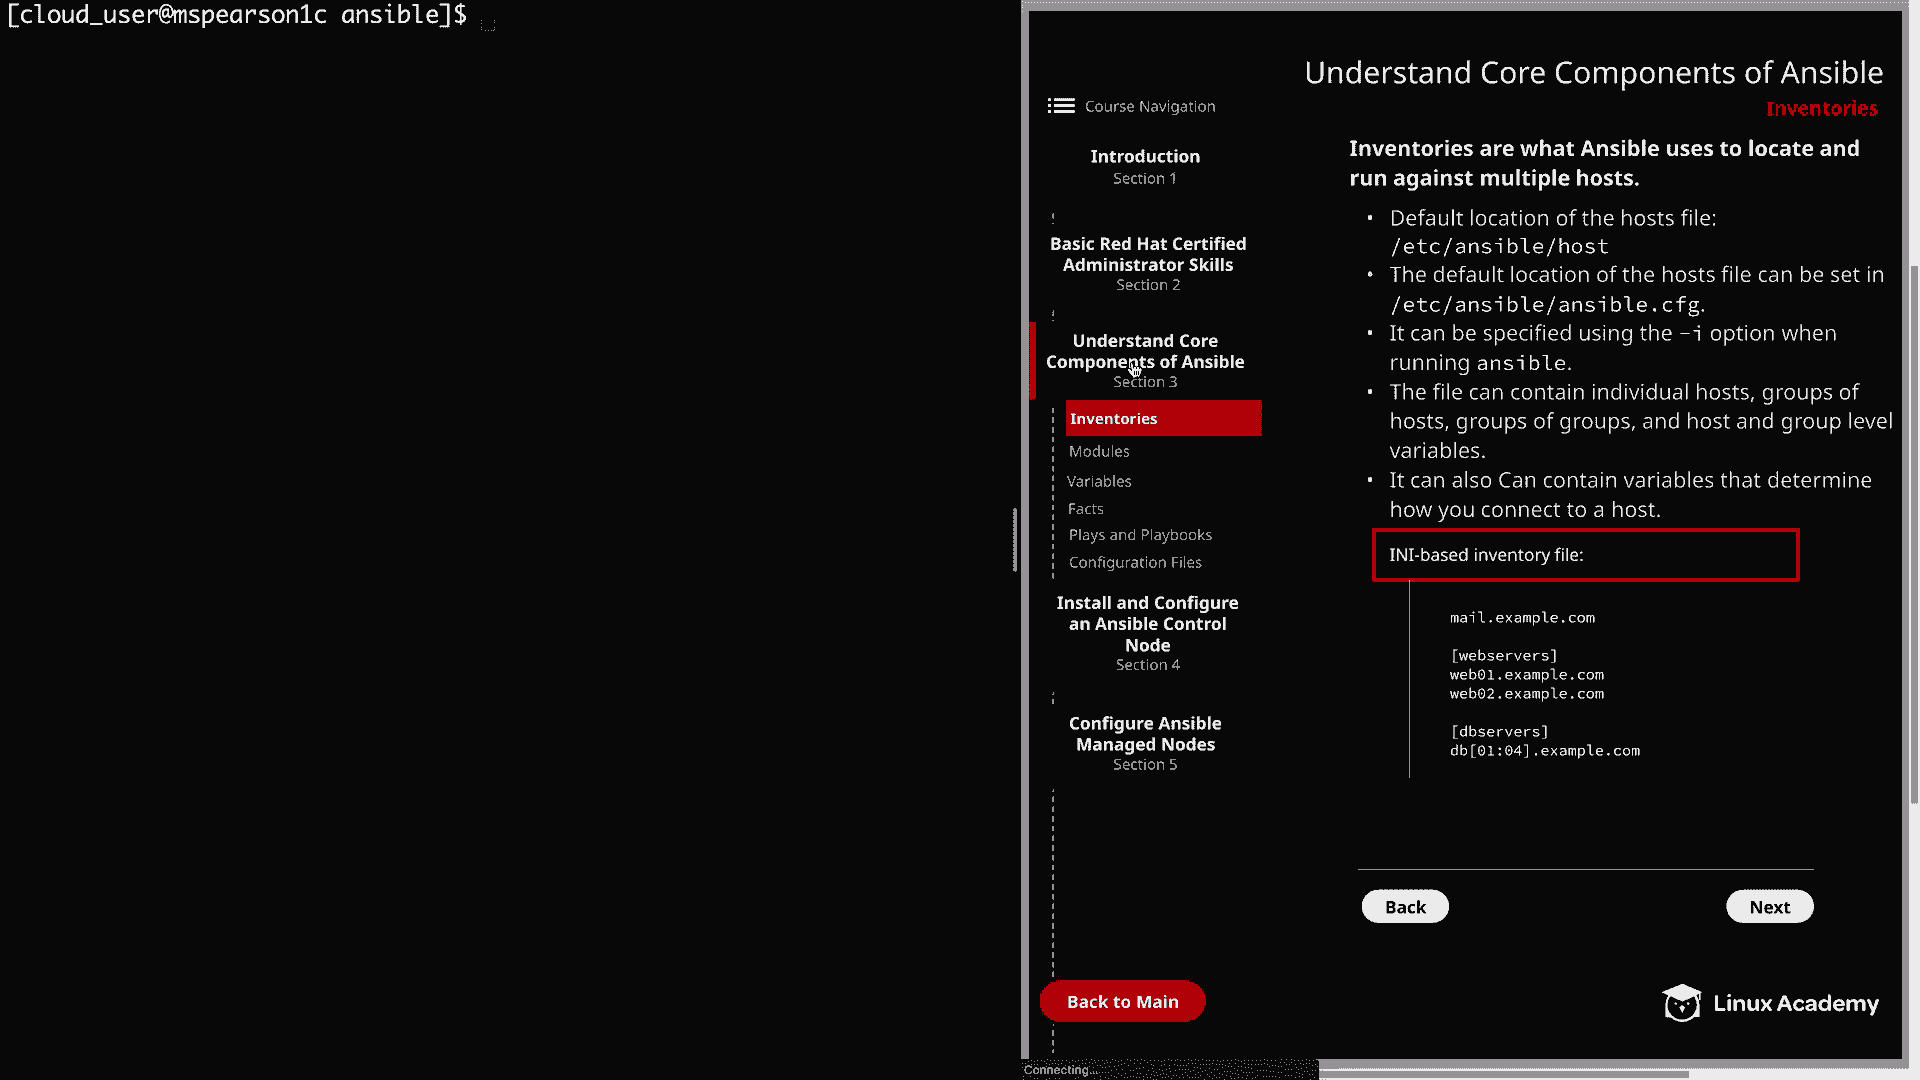 [cloud_user@mspearson1c ansible]$
Understand Core Components of Ansible
Inventories
Course Navigation
Introduction
Section 1
Basic Red Hat Certified
Administrator Skills
Section 2
Understand Core
Components of Ansible
Section 3
Inventories
Modules
Variables
Facts
Plays and Playbooks
Configuration Files
Install and Configure
an Ansible Control
Node
Section 4
Configure Ansible
Managed Nodes
Section 5
Back to Main
Inventories are what Ansible uses to locate and
run against multiple hosts.
• Default location of the hosts file:
/etc/ansible/host
• The default location of the hosts file can be set in
/etc/ansible/ansible.cfg.
• It can be specified using the -i option when
running ansible.
• The file can contain individual hosts, groups of
hosts, groups of groups, and host and group level
variables.
• It can also Can contain variables that determine
how you connect to a host.
INI-based inventory file:
mail.example.com
[webservers]
web01.example.com
web02.example.com
[dbservers]
db[01:04].example.com
Back
Next
Linux Academy
Connecting...